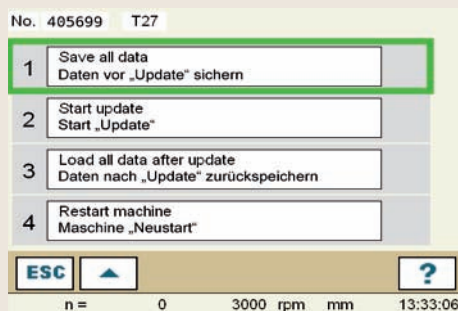 No. 405699 T27
1 Save all data
Daten vor „Update“ sichern
2 Start update
Start „Update“
3 Load all data after update
Daten nach „Update“ zurückspeichern
4 Restart machine
Maschine „Neustart“
ESC ?
n = 0 3000 rpm mm 13:33:06